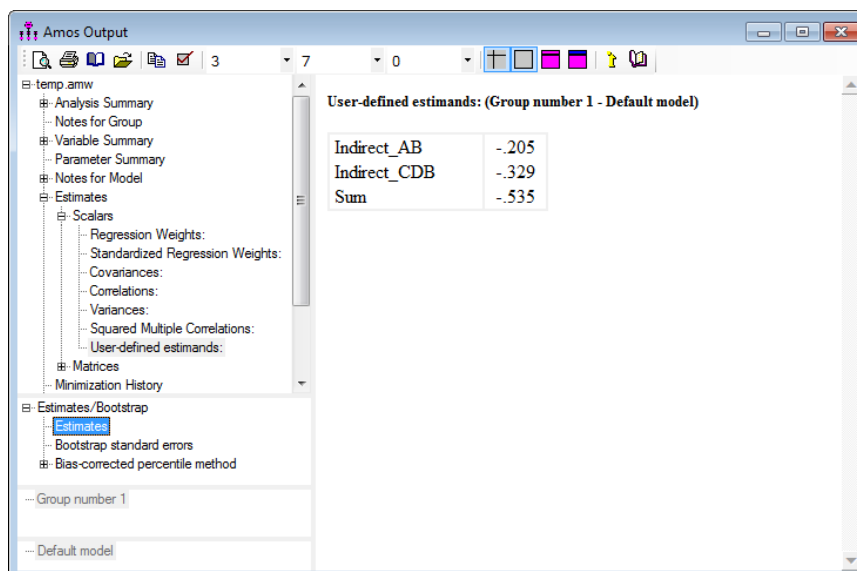 Amos Output
3 7 0
temp.amw
Analysis Summary
Notes for Group
Variable Summary
Parameter Summary
Notes for Model
Estimates
Scalars
Regression Weights:
Standardized Regression Weights:
Covariances:
Correlations:
Variances:
Squared Multiple Correlations:
User-defined estimands:
Matrices
Minimization History
Estimates/Bootstrap
Estimates
Bootstrap standard errors
Bias-corrected percentile method
Group number 1
Default model
User-defined estimands: (Group number 1 - Default model)
Indirect_AB -.205
Indirect_CDB -.329
Sum -.535